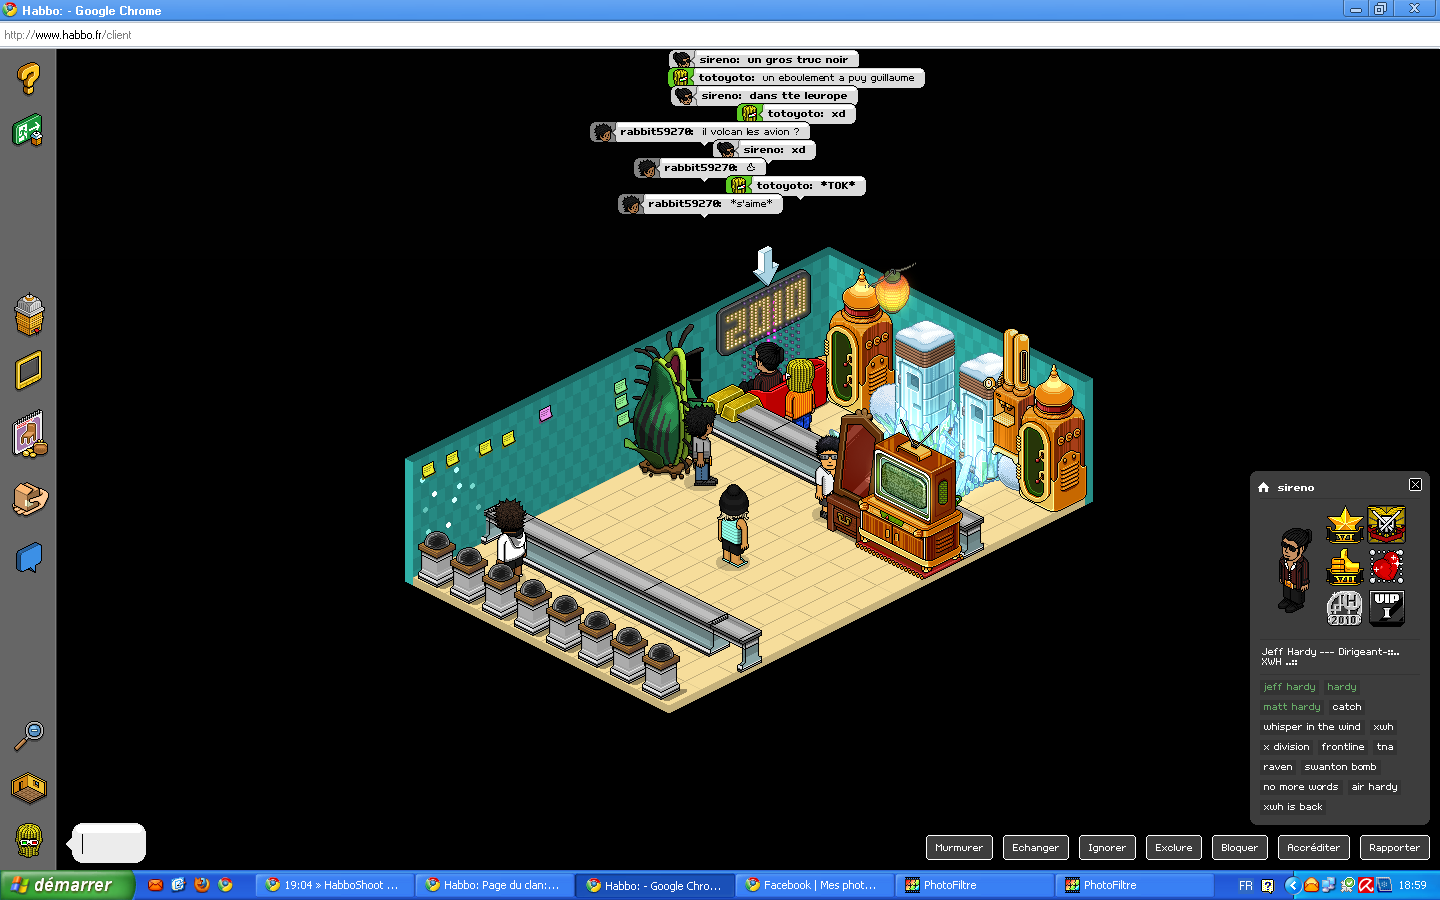 Habbo: - Google Chrome
http://www.habbo.fr/client
sireno: un gros truc noir
totoyoto: un eboulement a puy guillaume
sireno: dans tte leurope
totoyoto: xd
rabbit59270: il volcan les avion ?
sireno: xd
rabbit59270:
totoyoto: *TOK*
rabbit59270: *s'aime*
2010
sireno
VII
VII
2010
VIP
I
Jeff Hardy --- Dirigeant-::..
XWH ..::
jeff hardy hardy
matt hardy catch
whisper in the wind xwh
x division frontline tna
raven swanton bomb
no more words air hardy
xwh is back
Murmurer Echanger Ignorer Exclure Bloquer Accréditer Rapporter
démarrer 19:04 » HabboShoot ... Habbo: Page du clan:... Habbo: - Google Chro... Facebook | Mes phot... PhotoFiltre PhotoFiltre FR 18:59